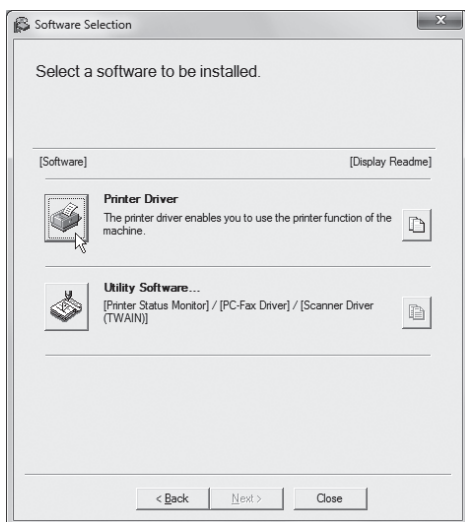 Software Selection
x
Select a software to be installed.
[Software] [Display Readme]
Printer Driver
The printer driver enables you to use the printer function of the
machine.
Utility Software...
[Printer Status Monitor] / [PC-Fax Driver] / [Scanner Driver
(TWAIN)]
< Back Next > Close